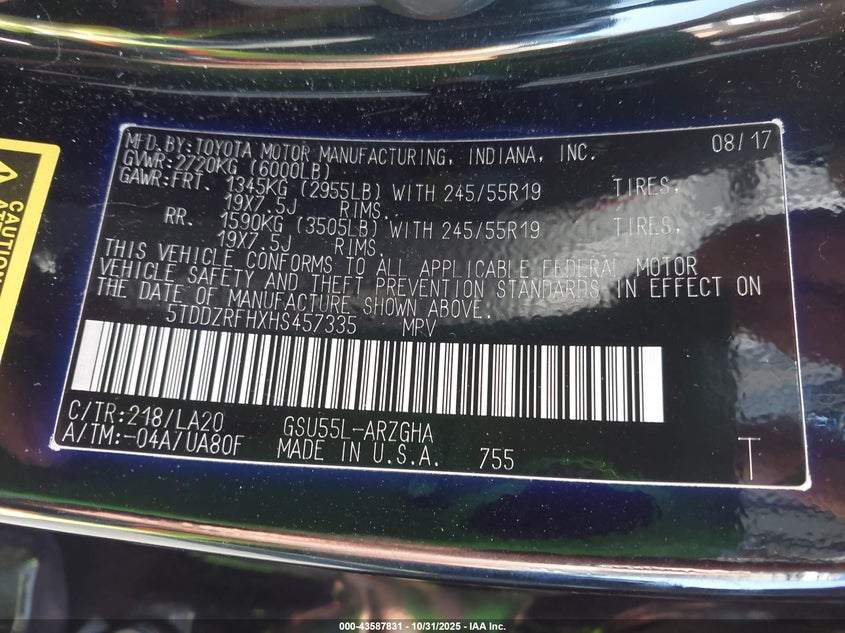 MFD.BY:TOYOTA MOTOR MANUFACTURING, INDIANA, INC. 08/17
GVWR:2720KG (6000LB)
GAWR:FRT. 1345KG (2955LB) WITH 245/55R19 TIRES,
19X7.5J RIMS.
RR. 1590KG (3505LB) WITH 245/55R19 TIRES,
19X7.5J RIMS.
THIS VEHICLE CONFORMS TO ALL APPLICABLE FEDERAL MOTOR
VEHICLE SAFETY AND THEFT PREVENTION STANDARDS IN EFFECT ON
THE DATE OF MANUFACTURE SHOWN ABOVE.
5TDDZRFHXHS457335 MPV
C/TR:218/LA20 GSU55L-ARZGHA
A/TM:-04A/UA80F MADE IN U.S.A. 755 T
CAUTION
000-43587831 - 10/31/2025 - IAA Inc.